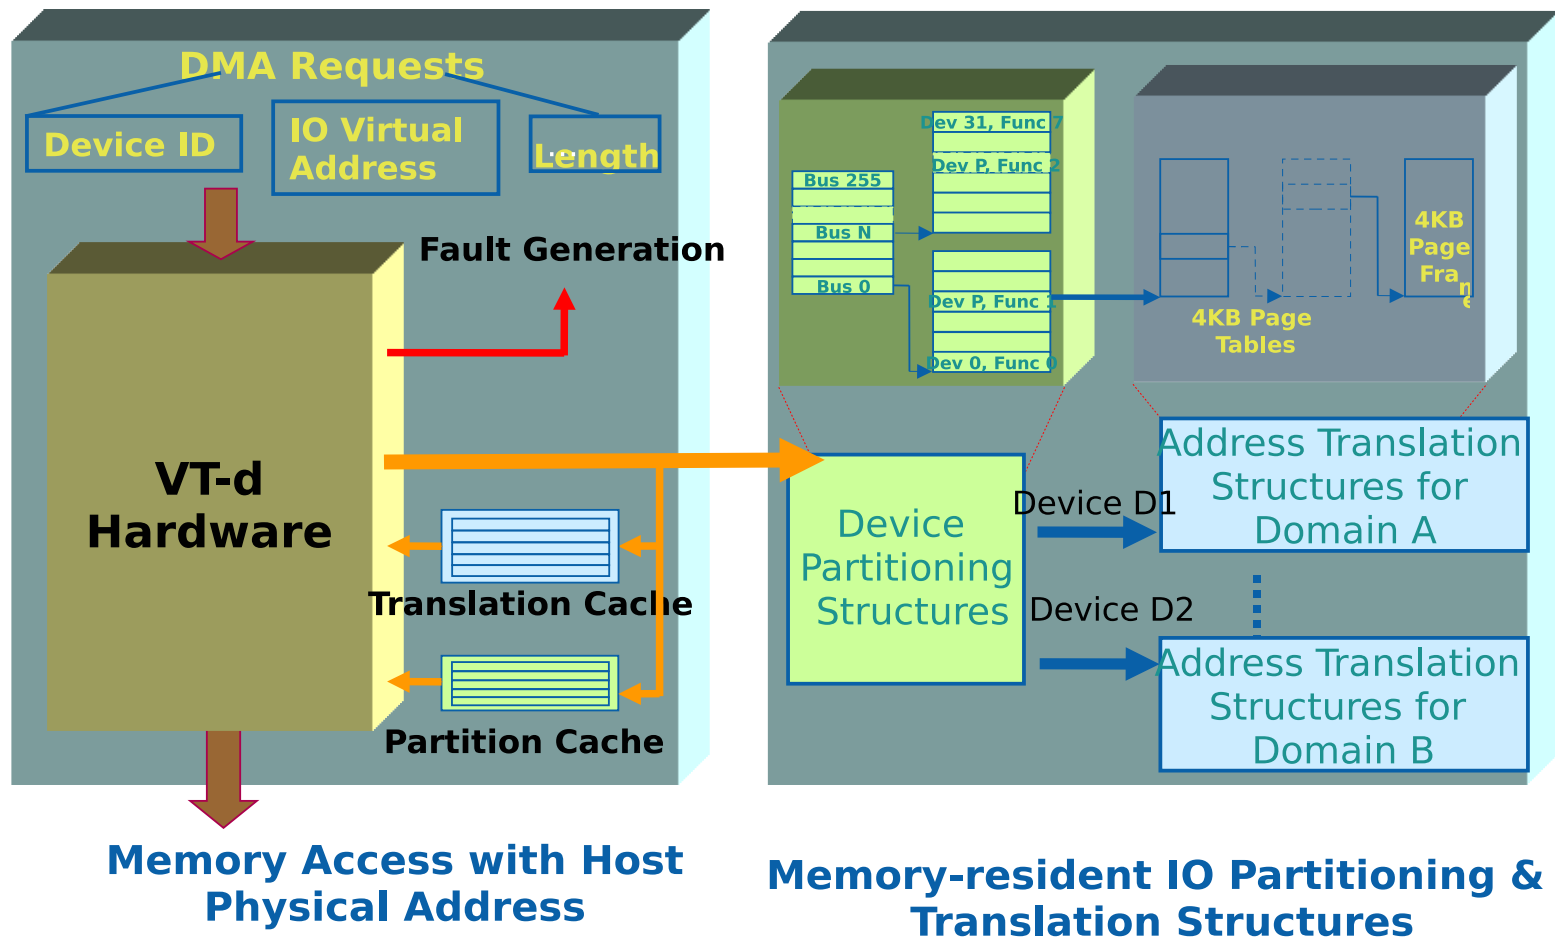 DMA Requests
Device ID
IO Virtual
Address
...
Length
Fault Generation
VT-d
Hardware
Translation Cache
Partition Cache
Memory Access with Host
Physical Address
Bus 255
Bus N
Bus 0
Dev 31, Func 7
Dev P, Func 2
Dev P, Func 1
Dev 0, Func 0
4KB Page
Tables
4KB
Page
Frame
Device
Partitioning
Structures
Device D1
Device D2
Address Translation
Structures for
Domain A
Address Translation
Structures for
Domain B
Memory-resident IO Partitioning &
Translation Structures